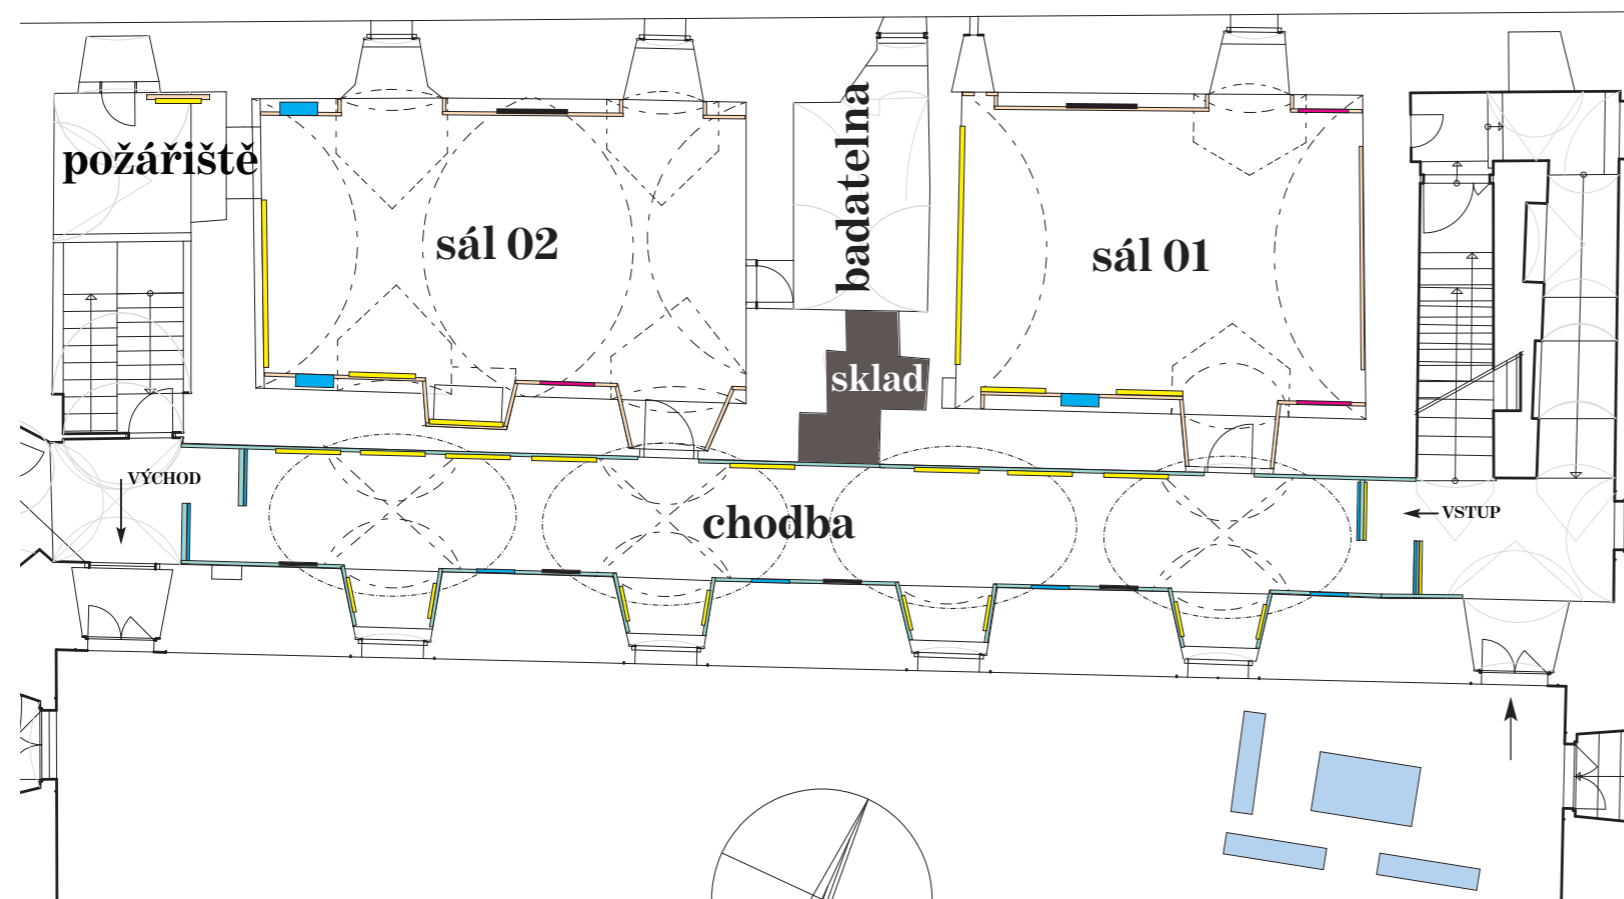 požářiště
sál 02
badatelna
sál 01
sklad
VÝCHOD
chodba
VSTUP